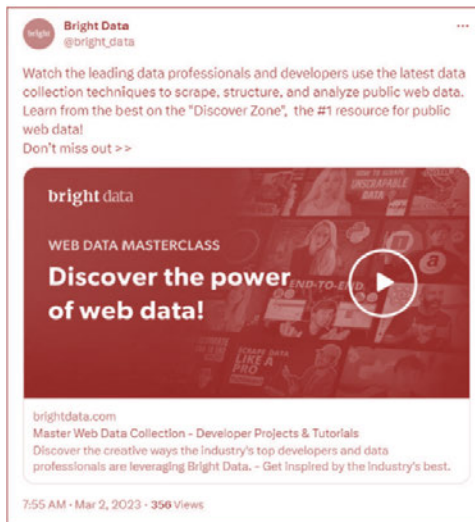 bright
Bright Data
@bright_data
Watch the leading data professionals and developers use the latest data
collection techniques to scrape, structure, and analyze public web data.
Learn from the best on the "Discover Zone", the #1 resource for public
web data!
Don't miss out >>
bright data
WEB DATA MASTERCLASS
Discover the power
of web data!
HOW TO SCRAPE
UNSCRAPABLE
DATA
END-TO-END
SCRAPE DATA
LIKE A
PRO
brightdata.com
Master Web Data Collection - Developer Projects & Tutorials
Discover the creative ways the industry's top developers and data
professionals are leveraging Bright Data. - Get inspired by the industry's best.
7:55 AM · Mar 2, 2023 · 356 Views